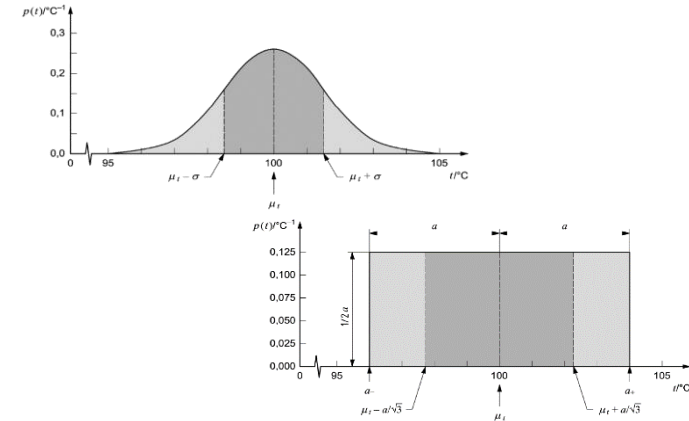 p(t)/°C⁻¹
0,3
0,2
0,1
0,0
0 95 100 105
t/°C
μt − σ μt + σ
μt
p(t)/°C⁻¹
a a
0,125
0,100
0,075
0,050
0,025
0,000
1/2a
0 95 100 105
t/°C
a− a+
μt − a/√3 μt + a/√3
μt